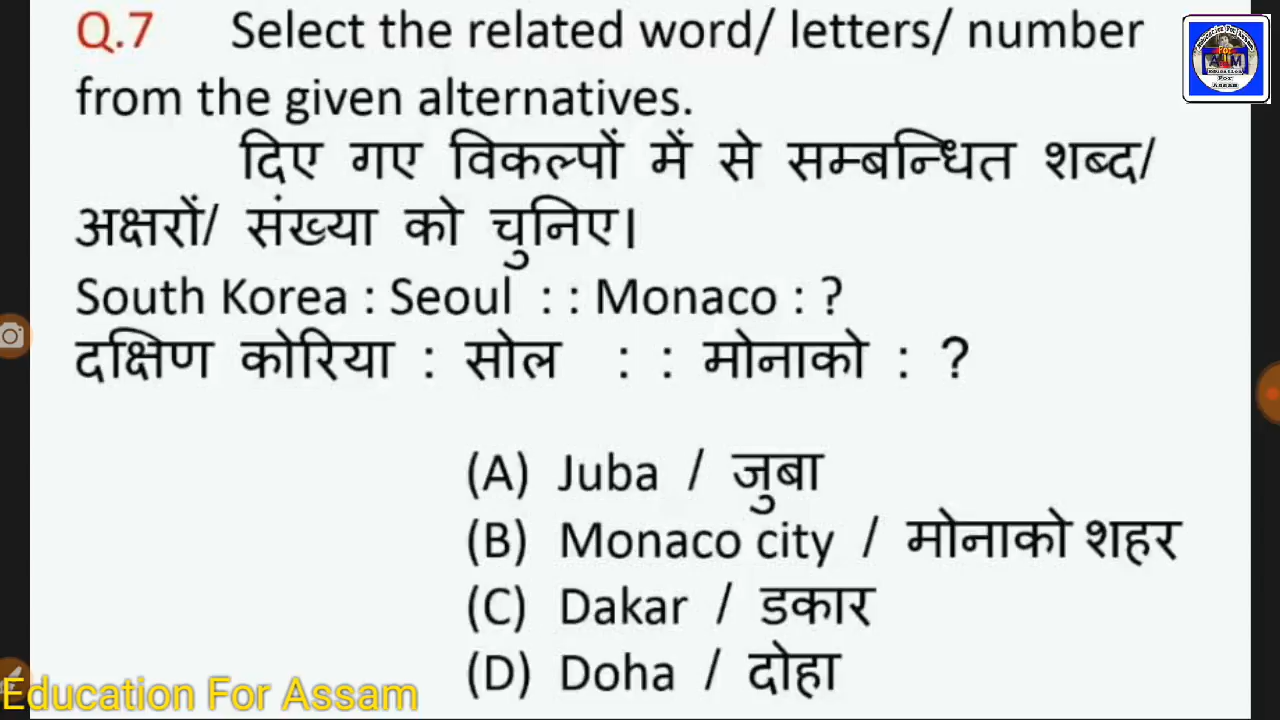 Q.7 Select the related word/ letters/ number
from the given alternatives.
दिए गए विकल्पों में से सम्बन्धित शब्द/
अक्षरों/ संख्या को चुनिए।
South Korea : Seoul : : Monaco : ?
दक्षिण कोरिया : सोल : : मोनाको : ?
(A) Juba / जुबा
(B) Monaco city / मोनाको शहर
(C) Dakar / डकार
(D) Doha / दोहा
Education For Assam